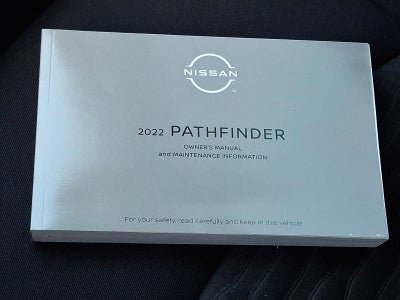 NISSAN
2022 PATHFINDER
OWNER'S MANUAL
and MAINTENANCE INFORMATION
For your safety, read carefully and keep in this vehicle.